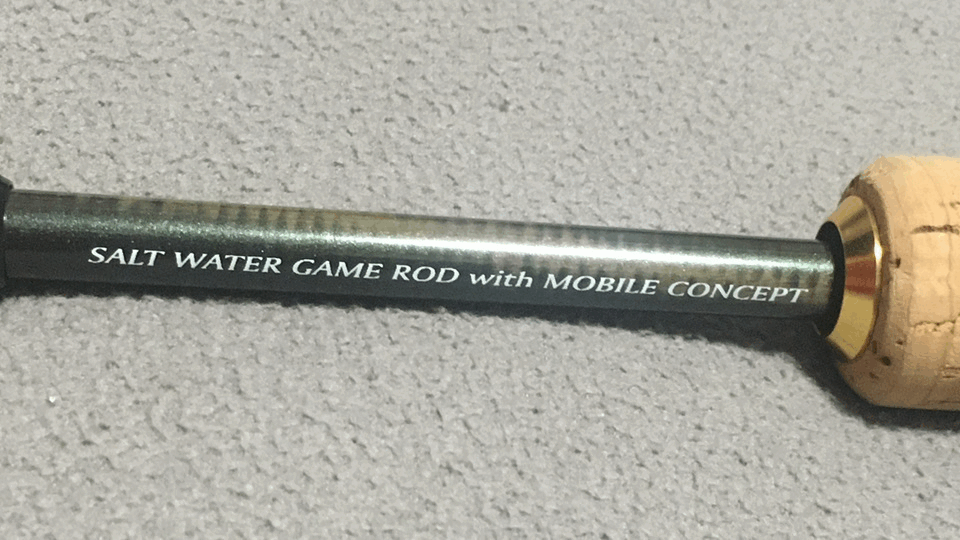 SALT WATER GAME ROD with MOBILE CONCEPT